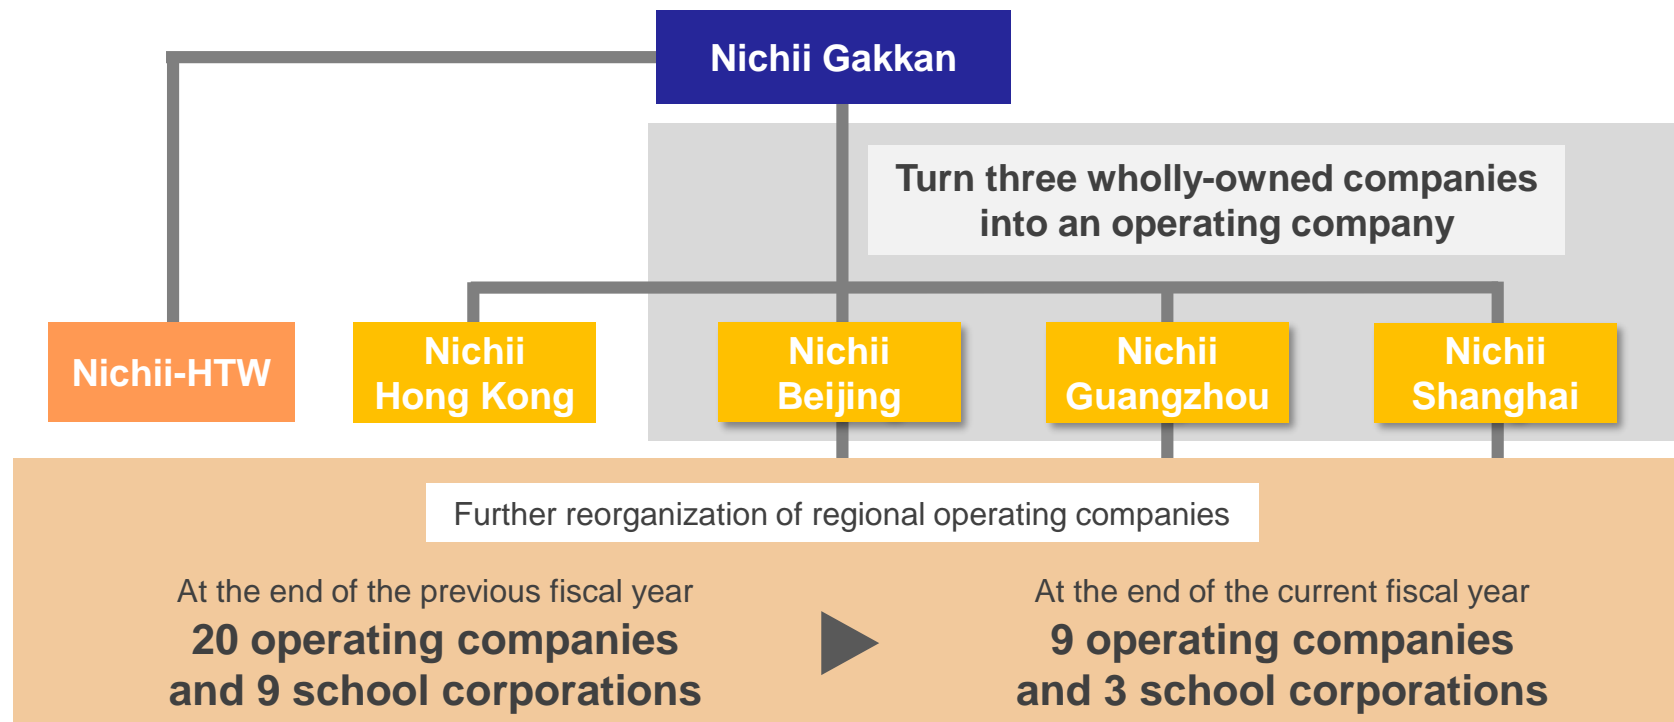 Nichii Gakkan
Turn three wholly-owned companies
into an operating company
Nichii-HTW
Nichii
Hong Kong
Nichii
Beijing
Nichii
Guangzhou
Nichii
Shanghai
Further reorganization of regional operating companies
At the end of the previous fiscal year
20 operating companies
and 9 school corporations
At the end of the current fiscal year
9 operating companies
and 3 school corporations